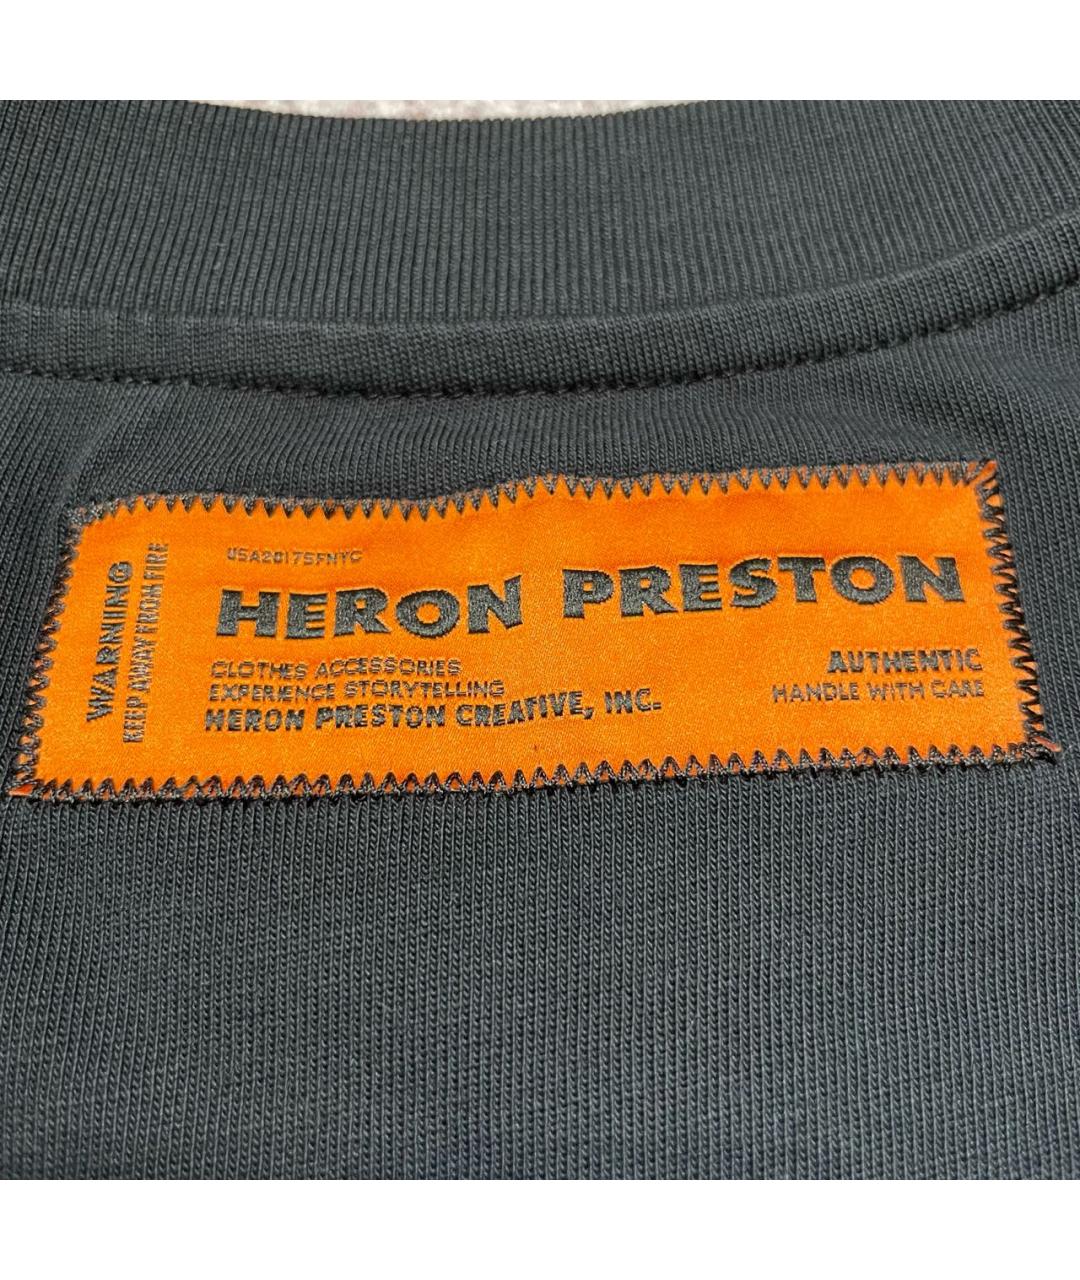 WARNING
KEEP AWAY FROM FIRE
USA2017SFNYC
HERON PRESTON
CLOTHES ACCESSORIES
EXPERIENCE STORYTELLING
HERON PRESTON CREATIVE, INC.
AUTHENTIC
HANDLE WITH CARE